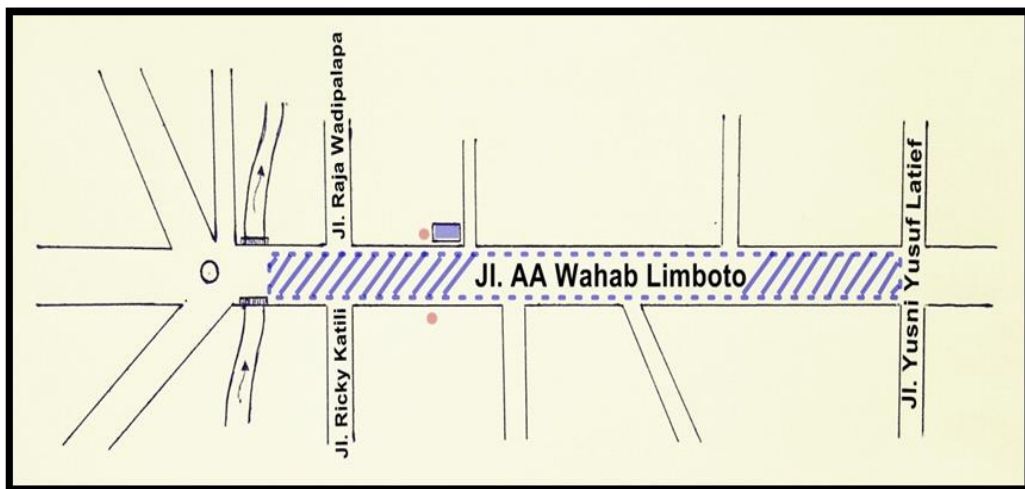 Jl. Raja Wadipalapa
Jl. AA Wahab Limboto
Jl. Yusni Yusuf Latief
Jl. Ricky Katili